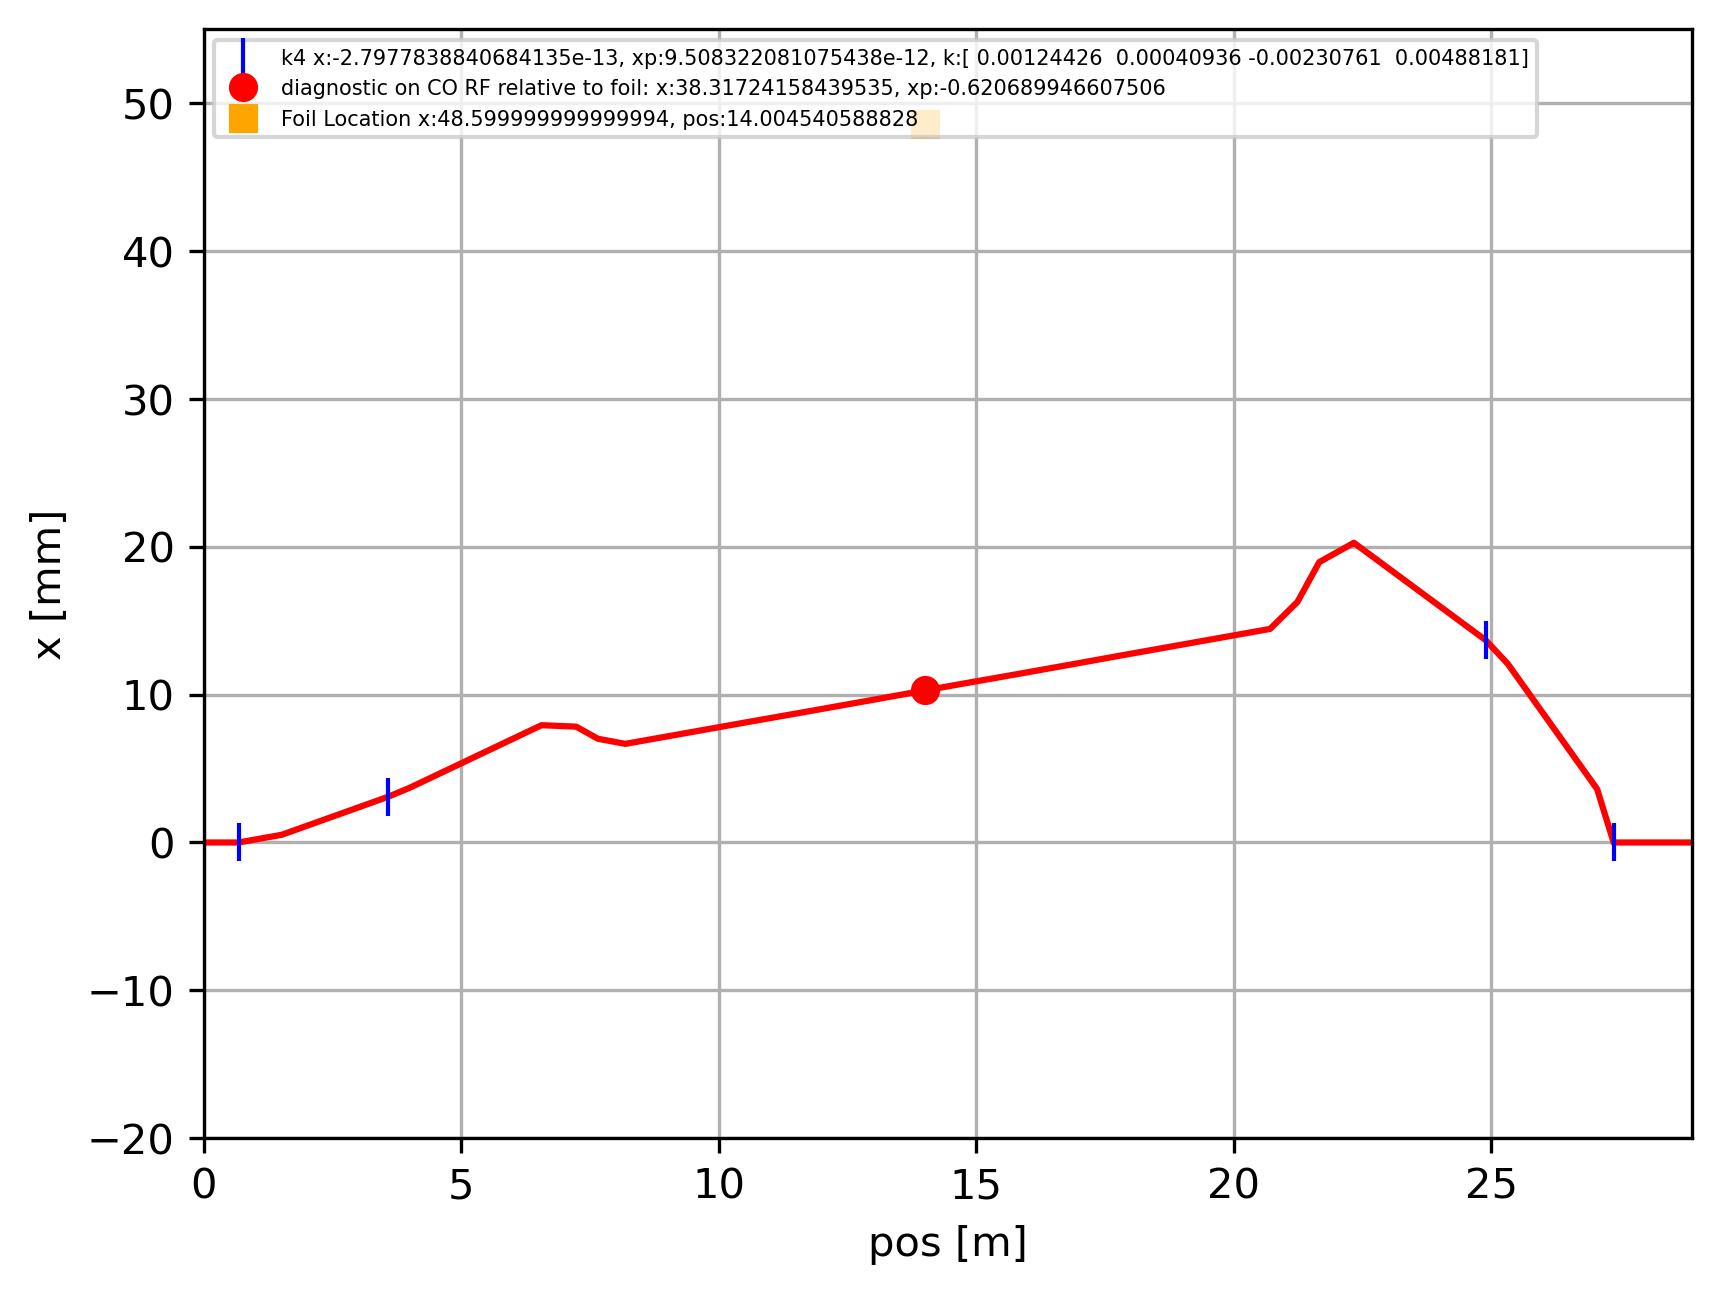 k4 x:-2.7977838840684135e-13, xp:9.508322081075438e-12, k:[ 0.00124426  0.00040936 -0.00230761  0.00488181]
diagnostic on CO RF relative to foil: x:38.31724158439535, xp:-0.620689946607506
Foil Location x:48.599999999999994, pos:14.004540588828
50
40
30
20
10
0
−10
−20
x [mm]
0 5 10 15 20 25
pos [m]